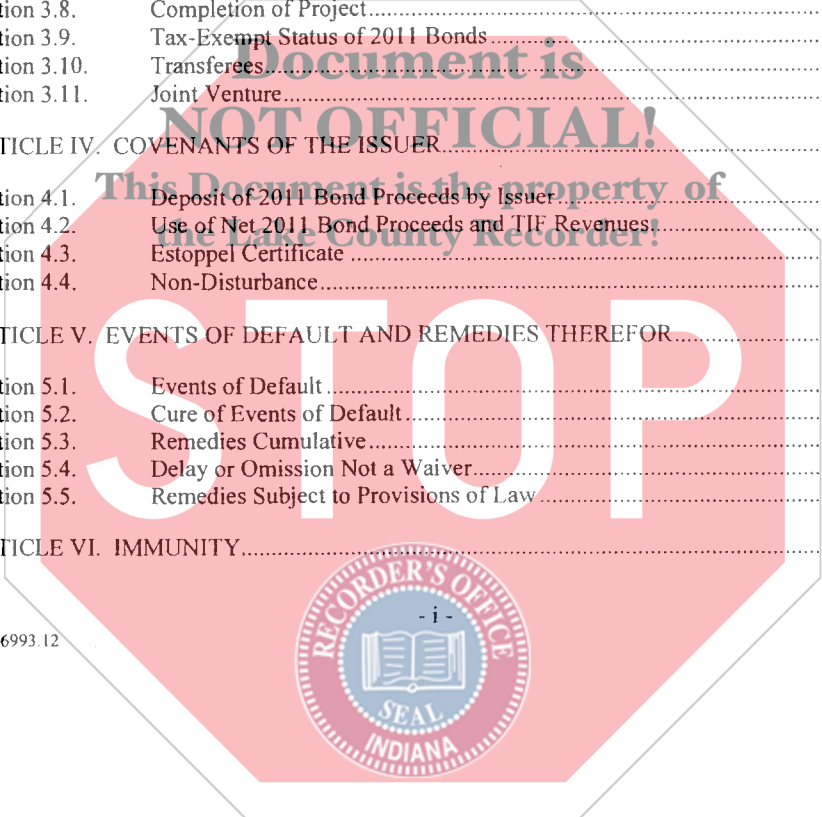 tion 3.8. Completion of Project
tion 3.9. Tax-Exempt Status of 2011 Bonds
Document is
tion 3.10. Transferees
tion 3.11. Joint Venture
NOT OFFICIAL!
TICLE IV. COVENANTS OF THE ISSUER
This Document is the property of
tion 4.1. Deposit of 2011 Bond Proceeds by Issuer
tion 4.2. Use of Net 2011 Bond Proceeds and TIF Revenues
the Lake County Recorder!
tion 4.3. Estoppel Certificate
tion 4.4. Non-Disturbance
TICLE V. EVENTS OF DEFAULT AND REMEDIES THEREFOR
STOP
tion 5.1. Events of Default
tion 5.2. Cure of Events of Default
tion 5.3. Remedies Cumulative
tion 5.4. Delay or Omission Not a Waiver
tion 5.5. Remedies Subject to Provisions of Law
TICLE VI. IMMUNITY
RECORDER'S OFFICE
- i -
6993.12
SEAL
INDIANA